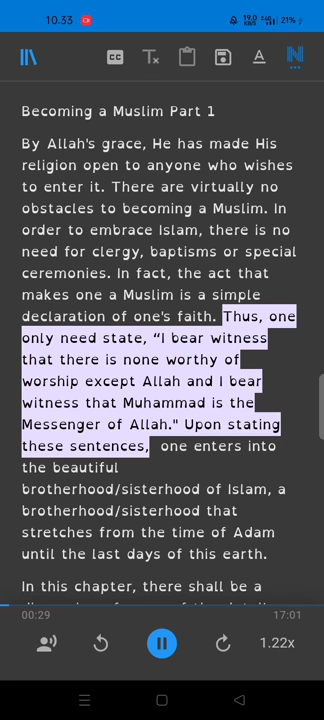 10.33
19.0 KB/S
21%
CC
Becoming a Muslim Part 1
By Allah's grace, He has made His
religion open to anyone who wishes
to enter it. There are virtually no
obstacles to becoming a Muslim. In
order to embrace Islam, there is no
need for clergy, baptisms or special
ceremonies. In fact, the act that
makes one a Muslim is a simple
declaration of one's faith. Thus, one
only need state, “I bear witness
that there is none worthy of
worship except Allah and I bear
witness that Muhammad is the
Messenger of Allah." Upon stating
these sentences,  one enters into
the beautiful
brotherhood/sisterhood of Islam, a
brotherhood/sisterhood that
stretches from the time of Adam
until the last days of this earth.
In this chapter, there shall be a
00:29
17:01
1.22x